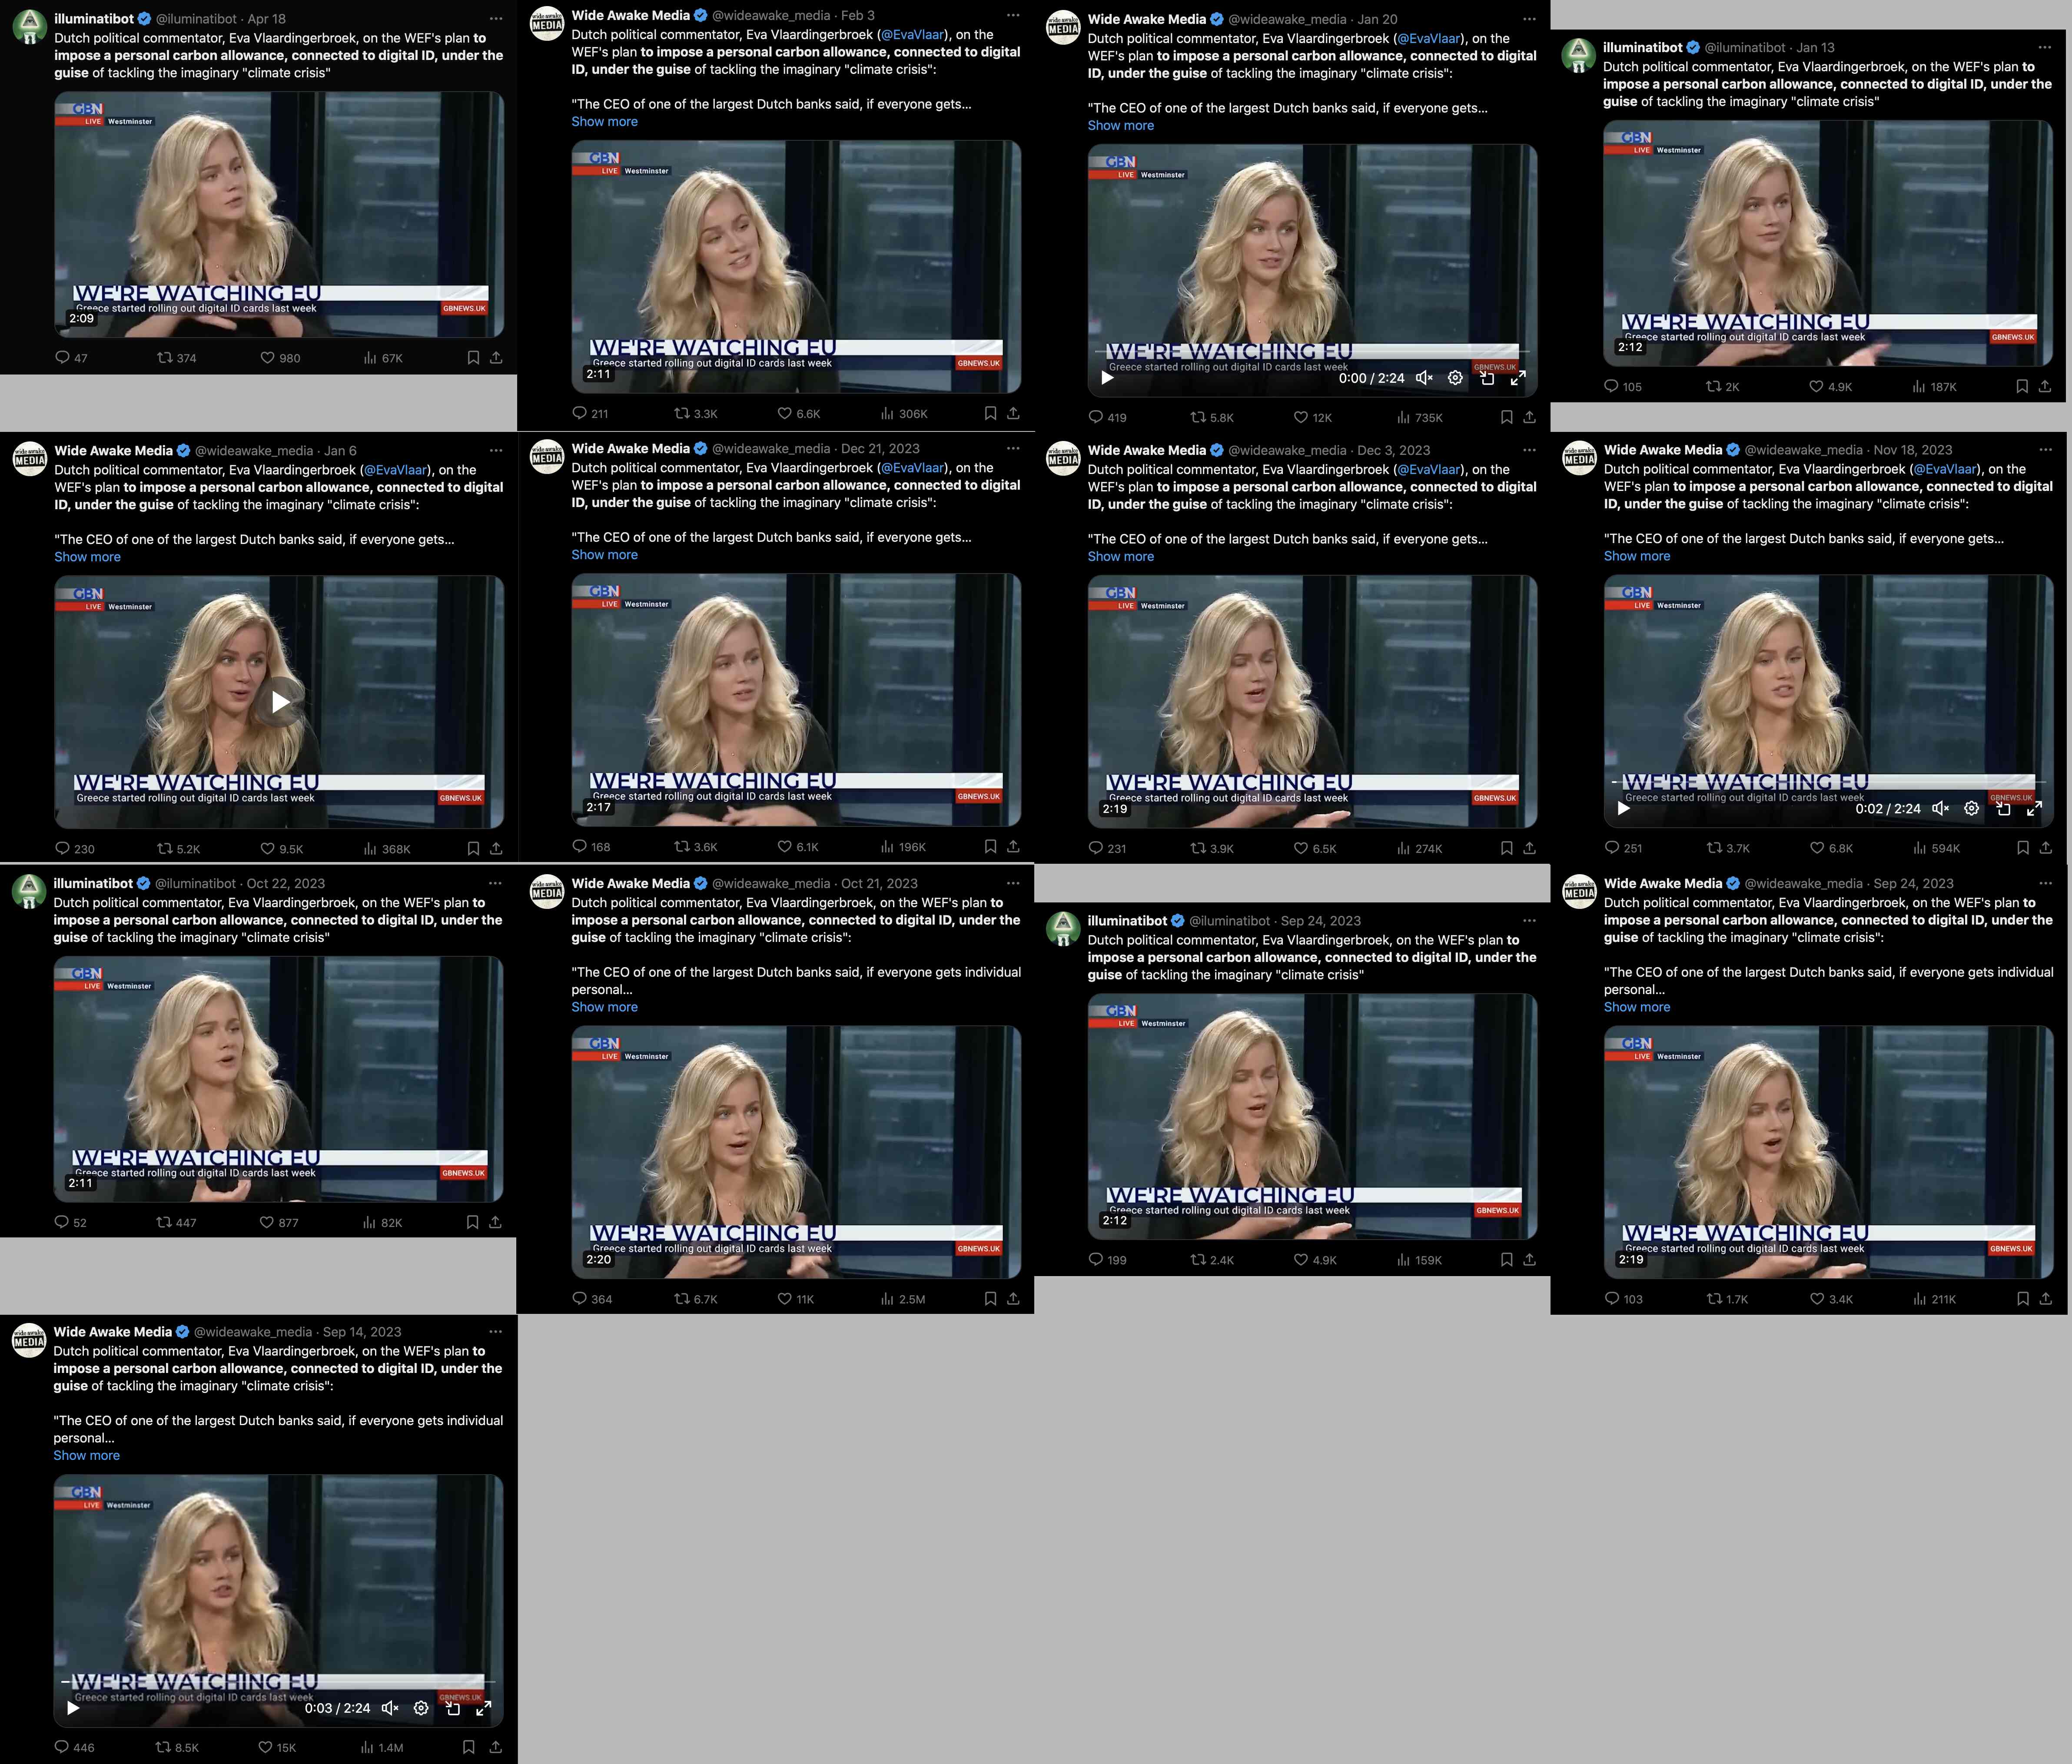 illuminatibot @iluminatibot · Apr 18
Dutch political commentator, Eva Vlaardingerbroek, on the WEF's plan to
impose a personal carbon allowance, connected to digital ID, under the
guise of tackling the imaginary "climate crisis"
GBN
LIVE Westminster
WE'RE WATCHING EU
Greece started rolling out digital ID cards last week
GBNEWS.UK
2:09
47 374 980 67K
wide awake MEDIA
Wide Awake Media @wideawake_media · Feb 3
Dutch political commentator, Eva Vlaardingerbroek (@EvaVlaar), on the
WEF's plan to impose a personal carbon allowance, connected to digital
ID, under the guise of tackling the imaginary "climate crisis":
"The CEO of one of the largest Dutch banks said, if everyone gets...
Show more
GBN
LIVE Westminster
WE'RE WATCHING EU
Greece started rolling out digital ID cards last week
GBNEWS.UK
2:11
211 3.3K 6.6K 306K
wide awake MEDIA
Wide Awake Media @wideawake_media · Jan 20
Dutch political commentator, Eva Vlaardingerbroek (@EvaVlaar), on the
WEF's plan to impose a personal carbon allowance, connected to digital
ID, under the guise of tackling the imaginary "climate crisis":
"The CEO of one of the largest Dutch banks said, if everyone gets...
Show more
GBN
LIVE Westminster
WE'RE WATCHING EU
Greece started rolling out digital ID cards last week
GBNEWS.UK
0:00 / 2:24
419 5.8K 12K 735K
illuminatibot @iluminatibot · Jan 13
Dutch political commentator, Eva Vlaardingerbroek, on the WEF's plan to
impose a personal carbon allowance, connected to digital ID, under the
guise of tackling the imaginary "climate crisis"
GBN
LIVE Westminster
WE'RE WATCHING EU
Greece started rolling out digital ID cards last week
GBNEWS.UK
2:12
105 2K 4.9K 187K
wide awake MEDIA
Wide Awake Media @wideawake_media · Jan 6
Dutch political commentator, Eva Vlaardingerbroek (@EvaVlaar), on the
WEF's plan to impose a personal carbon allowance, connected to digital
ID, under the guise of tackling the imaginary "climate crisis":
"The CEO of one of the largest Dutch banks said, if everyone gets...
Show more
GBN
LIVE Westminster
WE'RE WATCHING EU
Greece started rolling out digital ID cards last week
GBNEWS.UK
230 5.2K 9.5K 368K
wide awake MEDIA
Wide Awake Media @wideawake_media · Dec 21, 2023
Dutch political commentator, Eva Vlaardingerbroek (@EvaVlaar), on the
WEF's plan to impose a personal carbon allowance, connected to digital
ID, under the guise of tackling the imaginary "climate crisis":
"The CEO of one of the largest Dutch banks said, if everyone gets...
Show more
GBN
LIVE Westminster
WE'RE WATCHING EU
Greece started rolling out digital ID cards last week
GBNEWS.UK
2:17
168 3.6K 6.1K 196K
wide awake MEDIA
Wide Awake Media @wideawake_media · Dec 3, 2023
Dutch political commentator, Eva Vlaardingerbroek (@EvaVlaar), on the
WEF's plan to impose a personal carbon allowance, connected to digital
ID, under the guise of tackling the imaginary "climate crisis":
"The CEO of one of the largest Dutch banks said, if everyone gets...
Show more
GBN
LIVE Westminster
WE'RE WATCHING EU
Greece started rolling out digital ID cards last week
GBNEWS.UK
2:19
231 3.9K 6.5K 274K
wide awake MEDIA
Wide Awake Media @wideawake_media · Nov 18, 2023
Dutch political commentator, Eva Vlaardingerbroek (@EvaVlaar), on the
WEF's plan to impose a personal carbon allowance, connected to digital
ID, under the guise of tackling the imaginary "climate crisis":
"The CEO of one of the largest Dutch banks said, if everyone gets...
Show more
GBN
LIVE Westminster
WE'RE WATCHING EU
Greece started rolling out digital ID cards last week
GBNEWS.UK
0:02 / 2:24
251 3.7K 6.8K 594K
illuminatibot @iluminatibot · Oct 22, 2023
Dutch political commentator, Eva Vlaardingerbroek, on the WEF's plan to
impose a personal carbon allowance, connected to digital ID, under the
guise of tackling the imaginary "climate crisis"
GBN
LIVE Westminster
WE'RE WATCHING EU
Greece started rolling out digital ID cards last week
GBNEWS.UK
2:11
52 447 877 82K
wide awake MEDIA
Wide Awake Media @wideawake_media · Oct 21, 2023
Dutch political commentator, Eva Vlaardingerbroek, on the WEF's plan to
impose a personal carbon allowance, connected to digital ID, under the
guise of tackling the imaginary "climate crisis":
"The CEO of one of the largest Dutch banks said, if everyone gets individual
personal...
Show more
GBN
LIVE Westminster
WE'RE WATCHING EU
Greece started rolling out digital ID cards last week
GBNEWS.UK
2:20
364 6.7K 11K 2.5M
illuminatibot @iluminatibot · Sep 24, 2023
Dutch political commentator, Eva Vlaardingerbroek, on the WEF's plan to
impose a personal carbon allowance, connected to digital ID, under the
guise of tackling the imaginary "climate crisis"
GBN
LIVE Westminster
WE'RE WATCHING EU
Greece started rolling out digital ID cards last week
GBNEWS.UK
2:12
199 2.4K 4.9K 159K
wide awake MEDIA
Wide Awake Media @wideawake_media · Sep 24, 2023
Dutch political commentator, Eva Vlaardingerbroek, on the WEF's plan to
impose a personal carbon allowance, connected to digital ID, under the
guise of tackling the imaginary "climate crisis":
"The CEO of one of the largest Dutch banks said, if everyone gets individual
personal...
Show more
GBN
LIVE Westminster
WE'RE WATCHING EU
Greece started rolling out digital ID cards last week
GBNEWS.UK
2:19
103 1.7K 3.4K 211K
wide awake MEDIA
Wide Awake Media @wideawake_media · Sep 14, 2023
Dutch political commentator, Eva Vlaardingerbroek, on the WEF's plan to
impose a personal carbon allowance, connected to digital ID, under the
guise of tackling the imaginary "climate crisis":
"The CEO of one of the largest Dutch banks said, if everyone gets individual
personal...
Show more
GBN
LIVE Westminster
WE'RE WATCHING EU
Greece started rolling out digital ID cards last week
GBNEWS.UK
0:03 / 2:24
446 8.5K 15K 1.4M